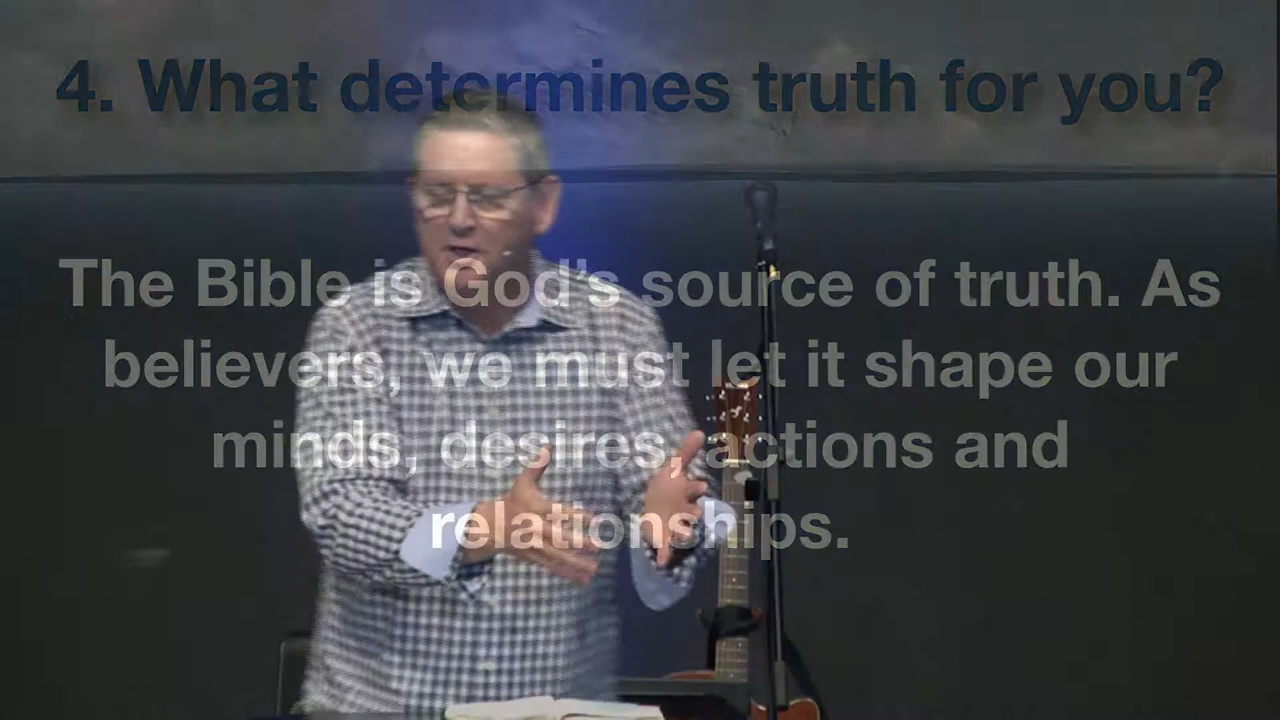 4. What determines truth for you?
The Bible is God's source of truth. As
believers, we must let it shape our
minds, desires, actions and
relationships.